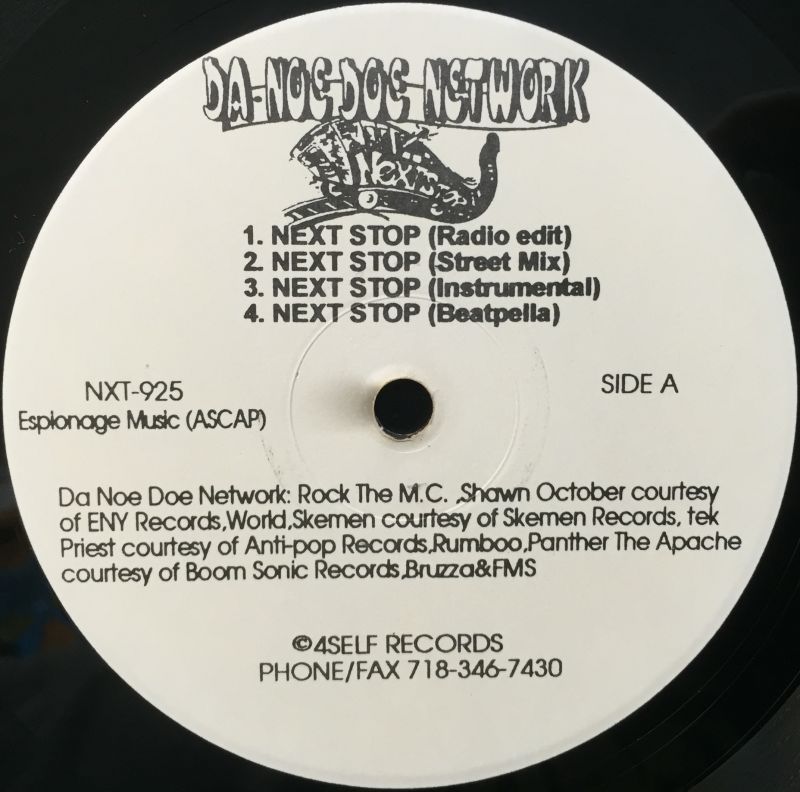 DA-NOE-DOE-NETWORK
NEXT STOP
1. NEXT STOP (Radio edit)
2. NEXT STOP (Street Mix)
3. NEXT STOP (Instrumental)
4. NEXT STOP (Beatpella)
NXT-925
Espionage Music (ASCAP)
SIDE A
Da Noe Doe Network: Rock The M.C. ,Shawn October courtesy
of ENY Records,World,Skemen courtesy of Skemen Records, tek
Priest courtesy of Anti-pop Records,Rumboo,Panther The Apache
courtesy of Boom Sonic Records,Bruzza&FMS
©4SELF RECORDS
PHONE/FAX 718-346-7430